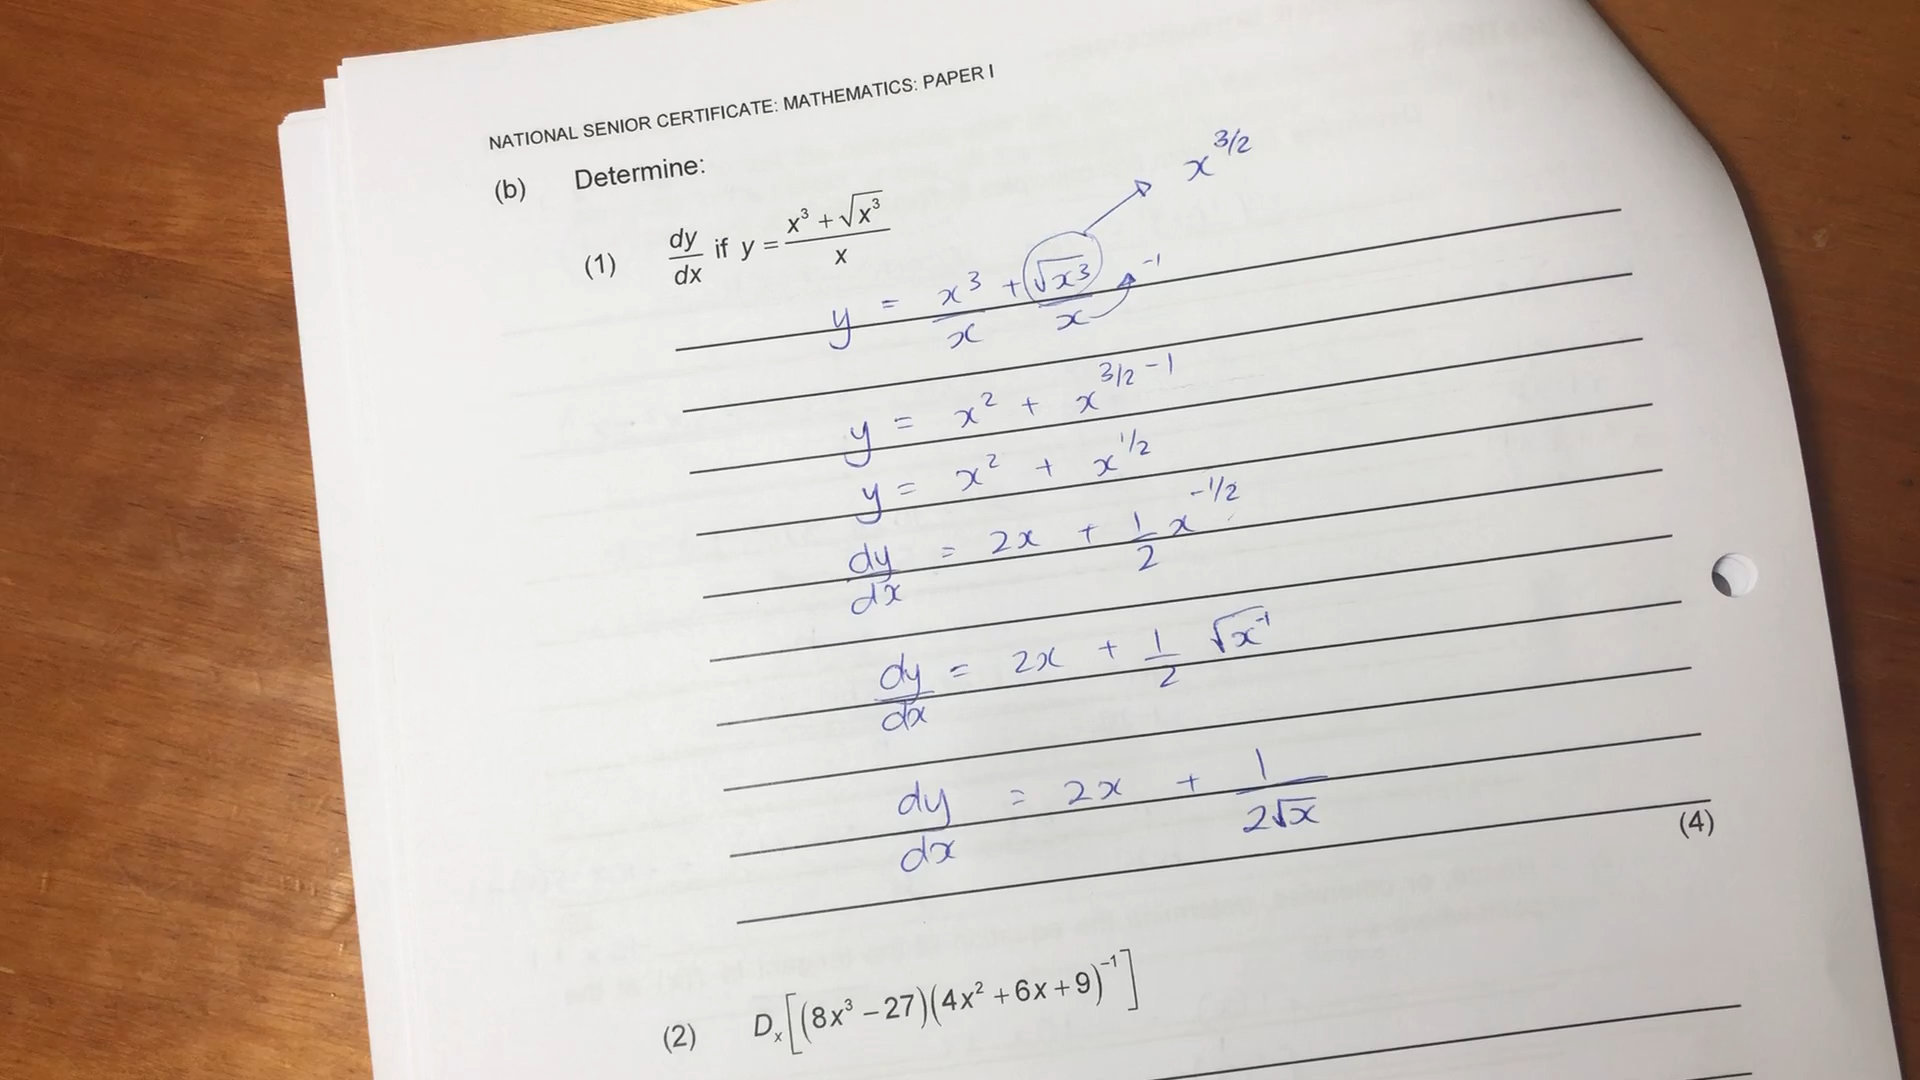 NATIONAL SENIOR CERTIFICATE: MATHEMATICS: PAPER I
(b) Determine:
x^{3/2}
(1) dy/dx if y = (x³ + √x³)/x
y = x³/x + √x³/x ^{-1}
y = x² + x^{3/2 - 1}
y = x² + x^{1/2}
dy/dx = 2x + 1/2 x^{-1/2}
dy/dx = 2x + 1/2 √x⁻¹
dy/dx = 2x + 1/(2√x)
(4)
(2) Dₓ[(8x³ – 27)(4x² + 6x + 9)⁻¹]